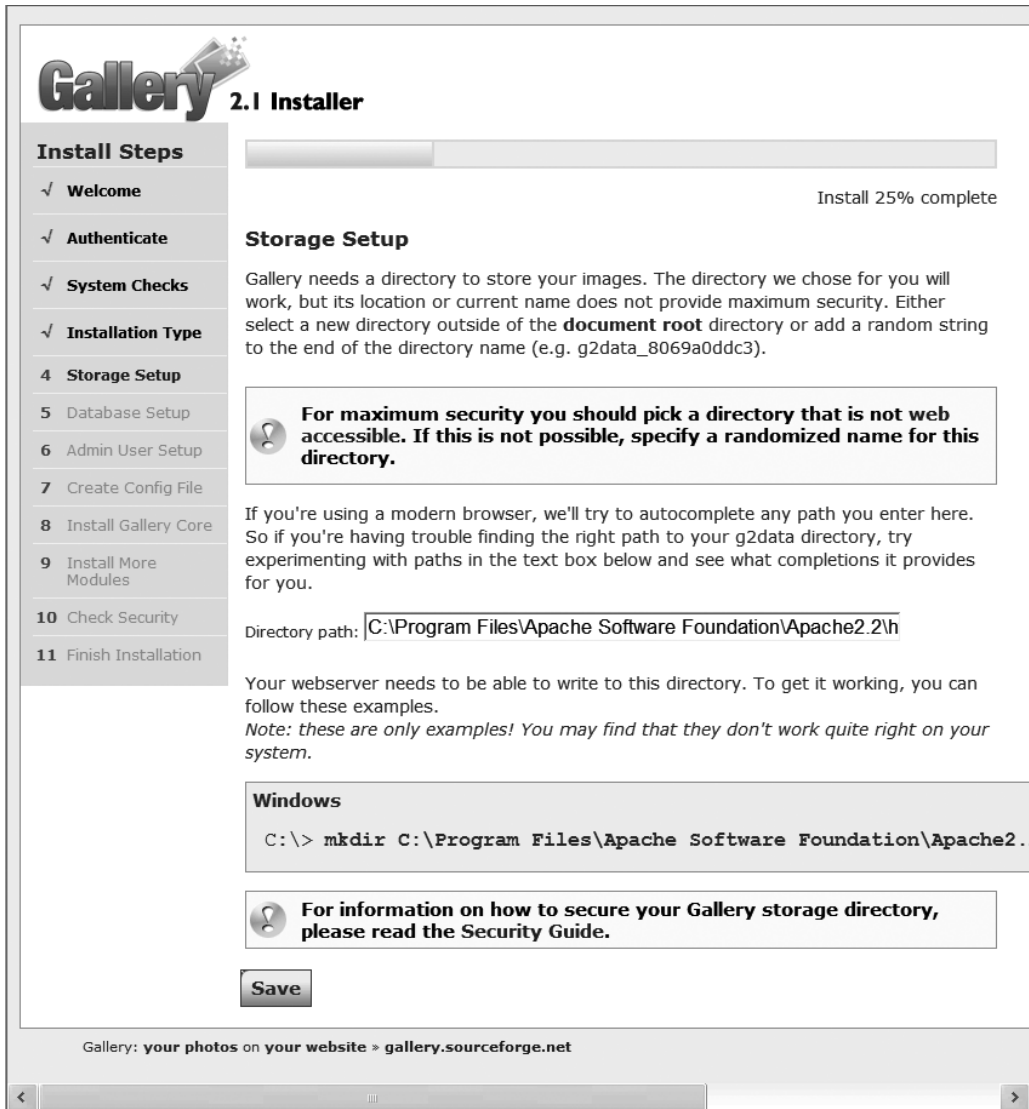 Gallery
2.1 Installer
Install Steps
√ Welcome
√ Authenticate
√ System Checks
√ Installation Type
4 Storage Setup
5 Database Setup
6 Admin User Setup
7 Create Config File
8 Install Gallery Core
9 Install More
Modules
10 Check Security
11 Finish Installation
Install 25% complete
Storage Setup
Gallery needs a directory to store your images. The directory we chose for you will
work, but its location or current name does not provide maximum security. Either
select a new directory outside of the document root directory or add a random string
to the end of the directory name (e.g. g2data_8069a0ddc3).
For maximum security you should pick a directory that is not web
accessible. If this is not possible, specify a randomized name for this
directory.
If you're using a modern browser, we'll try to autocomplete any path you enter here.
So if you're having trouble finding the right path to your g2data directory, try
experimenting with paths in the text box below and see what completions it provides
for you.
Directory path: C:\Program Files\Apache Software Foundation\Apache2.2\h
Your webserver needs to be able to write to this directory. To get it working, you can
follow these examples.
Note: these are only examples! You may find that they don't work quite right on your
system.
Windows
C:\> mkdir C:\Program Files\Apache Software Foundation\Apache2.
For information on how to secure your Gallery storage directory,
please read the Security Guide.
Save
Gallery: your photos on your website » gallery.sourceforge.net